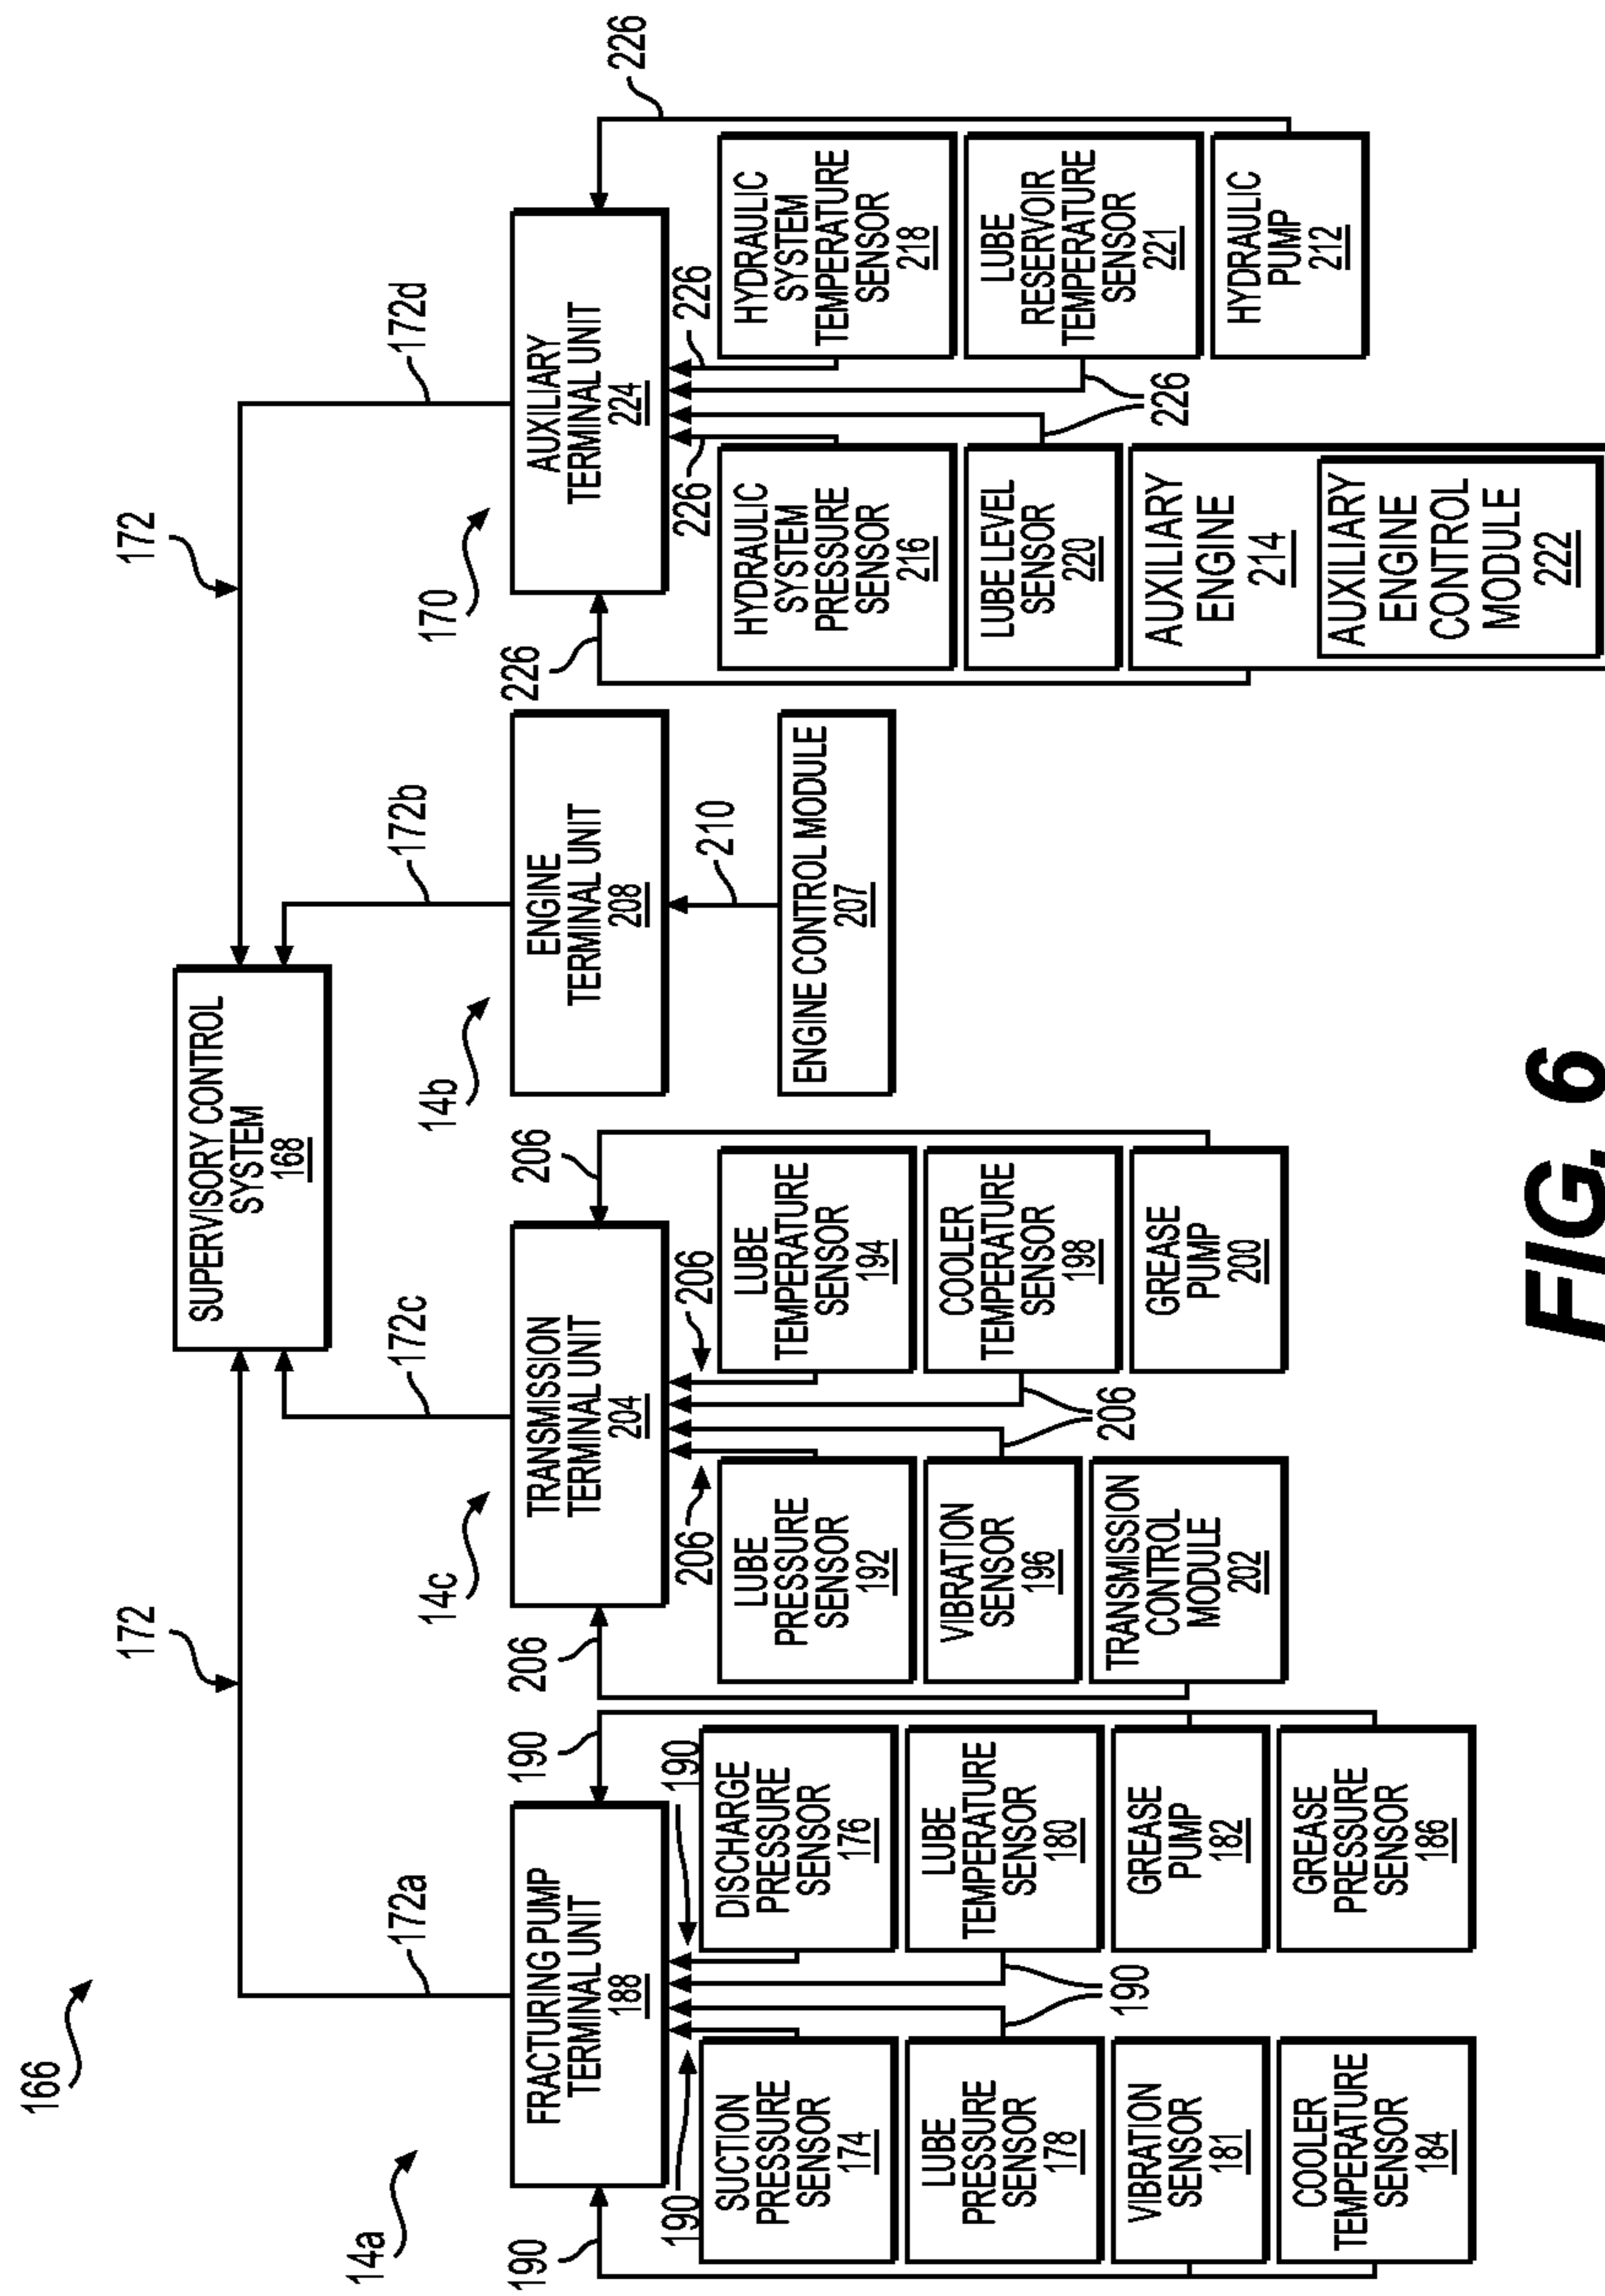 166
172
172
SUPERVISORY CONTROL
SYSTEM
168
14a
172a
14c
172c
14b
172b
170
172d
190
FRACTURING PUMP
TERMINAL UNIT
188
190
190
190
SUCTION
PRESSURE
SENSOR
174
DISCHARGE
PRESSURE
SENSOR
176
LUBE
PRESSURE
SENSOR
178
LUBE
TEMPERATURE
SENSOR
180
190
VIBRATION
SENSOR
181
GREASE
PUMP
182
COOLER
TEMPERATURE
SENSOR
184
GREASE
PRESSURE
SENSOR
186
206
TRANSMISSION
TERMINAL UNIT
204
206
206
206
LUBE
PRESSURE
SENSOR
192
LUBE
TEMPERATURE
SENSOR
194
VIBRATION
SENSOR
196
COOLER
TEMPERATURE
SENSOR
198
206
TRANSMISSION
CONTROL
MODULE
202
GREASE
PUMP
200
ENGINE
TERMINAL UNIT
208
210
ENGINE CONTROL MODULE
207
226
AUXILIARY
TERMINAL UNIT
224
226
226
226
HYDRAULIC
SYSTEM
PRESSURE
SENSOR
216
HYDRAULIC
SYSTEM
TEMPERATURE
SENSOR
218
LUBE LEVEL
SENSOR
220
LUBE
RESERVOIR
TEMPERATURE
SENSOR
221
226
AUXILIARY
ENGINE
214
AUXILIARY
ENGINE
CONTROL
MODULE
222
HYDRAULIC
PUMP
212
FIG. 6